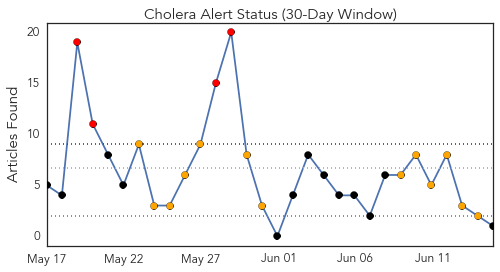 Cholera Alert Status (30-Day Window)
Articles Found
20
15
10
5
0
May 17
May 22
May 27
Jun 01
Jun 06
Jun 11